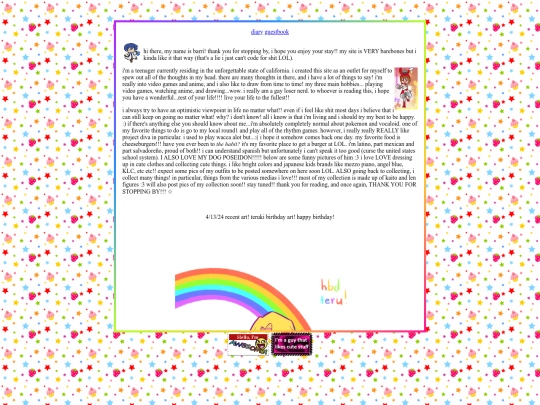 diary guestbook
hi there, my name is barri! thank you for stopping by, i hope you enjoy your stay!! my site is VERY barebones but i
kinda like it that way (that's a lie i just can't code for shit LOL).
i'm a teenager currently residing in the unforgettable state of california. i created this site as an outlet for myself to
spew out all of the thoughts in my head. there are many thoughts in there, and i have a lot of things to say! i'm
really into video games and anime, and i also like to draw from time to time! my three main hobbies... playing
video games, watching anime, and drawing...wow. i really am a gay loser nerd. to whoever is reading this, i hope
you have a wonderful...rest of your life!!!! live your life to the fullest!!
i always try to have an optimistic viewpoint in life no matter what!! even if i feel like shit most days i believe that i
can still keep on going no matter what! why? i don't know! all i know is that i'm living and i should try my best to be happy.
:) if there's anything else you should know about me...i'm absolutely completely normal about pokemon and vocaloid. one of
my favorite things to do is go to my local round1 and play all of the rhythm games. however, i really really REALLY like
project diva in particular. i used to play wacca alot but...:( i hope it somehow comes back one day. my favorite food is
cheeseburgers!!! have you ever been to the habit? it's my favorite place to get a burger at LOL. i'm latino, part mexican and
part salvadoreño, proud of both!! i can understand spanish but unfortunately i can't speak it too good (curse the united states
school system). I ALSO LOVE MY DOG POSEIDON!!!!! below are some funny pictures of him :3 i love LOVE dressing
up in cute clothes and collecting cute things. i like bright colors and japanese kids brands like mezzo piano, angel blue,
KLC, etc etc!! expect some pics of my outfits to be posted somewhere on here soon LOL. ALSO going back to collecting, i
collect many things! in particular, things from the various medias i love!!! most of my collection is made up of kaito and len
figures :3 will also post pics of my collection soon!! stay tuned!! thank you for reading, and once again, THANK YOU FOR
STOPPING BY!!! ☆
4/13/24 recent art! teruki birthday art! happy birthday!
hbd
teru!
Hello, I'm
i'm a guy that
likes cute stuff